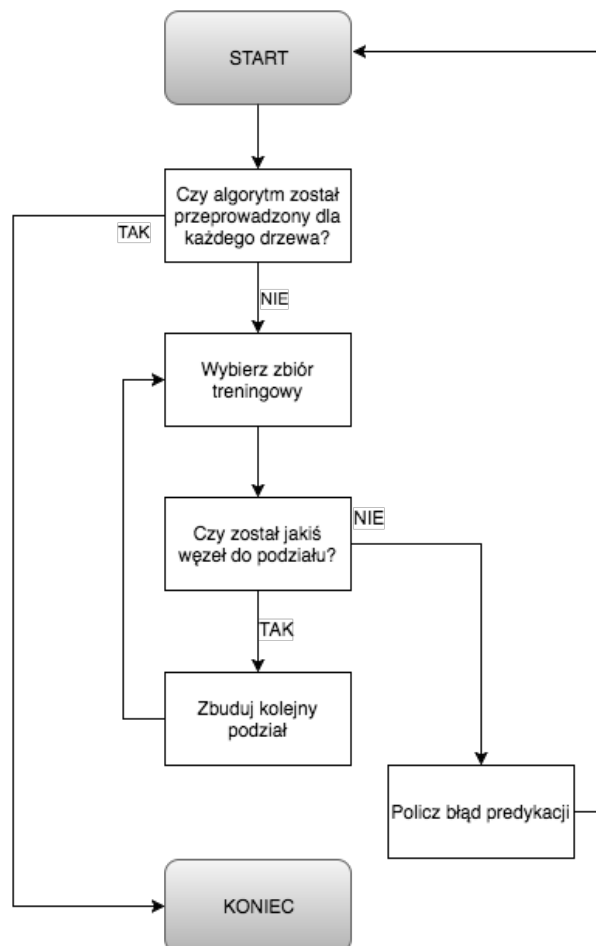 START
Czy algorytm został
przeprowadzony dla
każdego drzewa?
TAK
NIE
Wybierz zbiór
treningowy
NIE
Czy został jakiś
węzeł do podziału?
TAK
Zbuduj kolejny
podział
Policz błąd predykacji
KONIEC